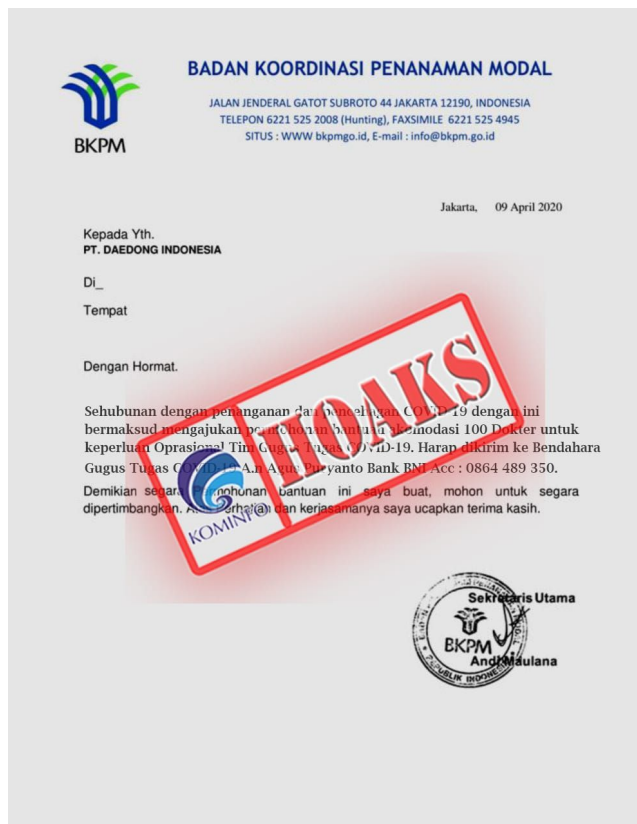 BADAN KOORDINASI PENANAMAN MODAL
JALAN JENDERAL GATOT SUBROTO 44 JAKARTA 12190, INDONESIA
TELEPON 6221 525 2008 (Hunting), FAXSIMILE 6221 525 4945
SITUS : WWW bkpmgo.id, E-mail : info@bkpm.go.id
BKPM
Jakarta, 09 April 2020
Kepada Yth.
PT. DAEDONG INDONESIA
Di_
Tempat
Dengan Hormat.
Sehubunan dengan penanganan dan pencehagan COVID-19 dengan ini
bermaksud mengajukan permohonan bantuan akomodasi 100 Dokter untuk
keperluan Oprasional Tim Gugus Tugas COVID-19. Harap dikirim ke Bendahara
Gugus Tugas COVID-19 A.n Agus Puryanto Bank BNI Acc : 0864 489 350.
Demikian segara Permohonan bantuan ini saya buat, mohon untuk segara
dipertimbangkan. perhatian dan kerjasamanya saya ucapkan terima kasih.
KOMINFO
HOAKS
Sekretaris Utama
BKPM
REPUBLIK INDONESIA
Andi Maulana